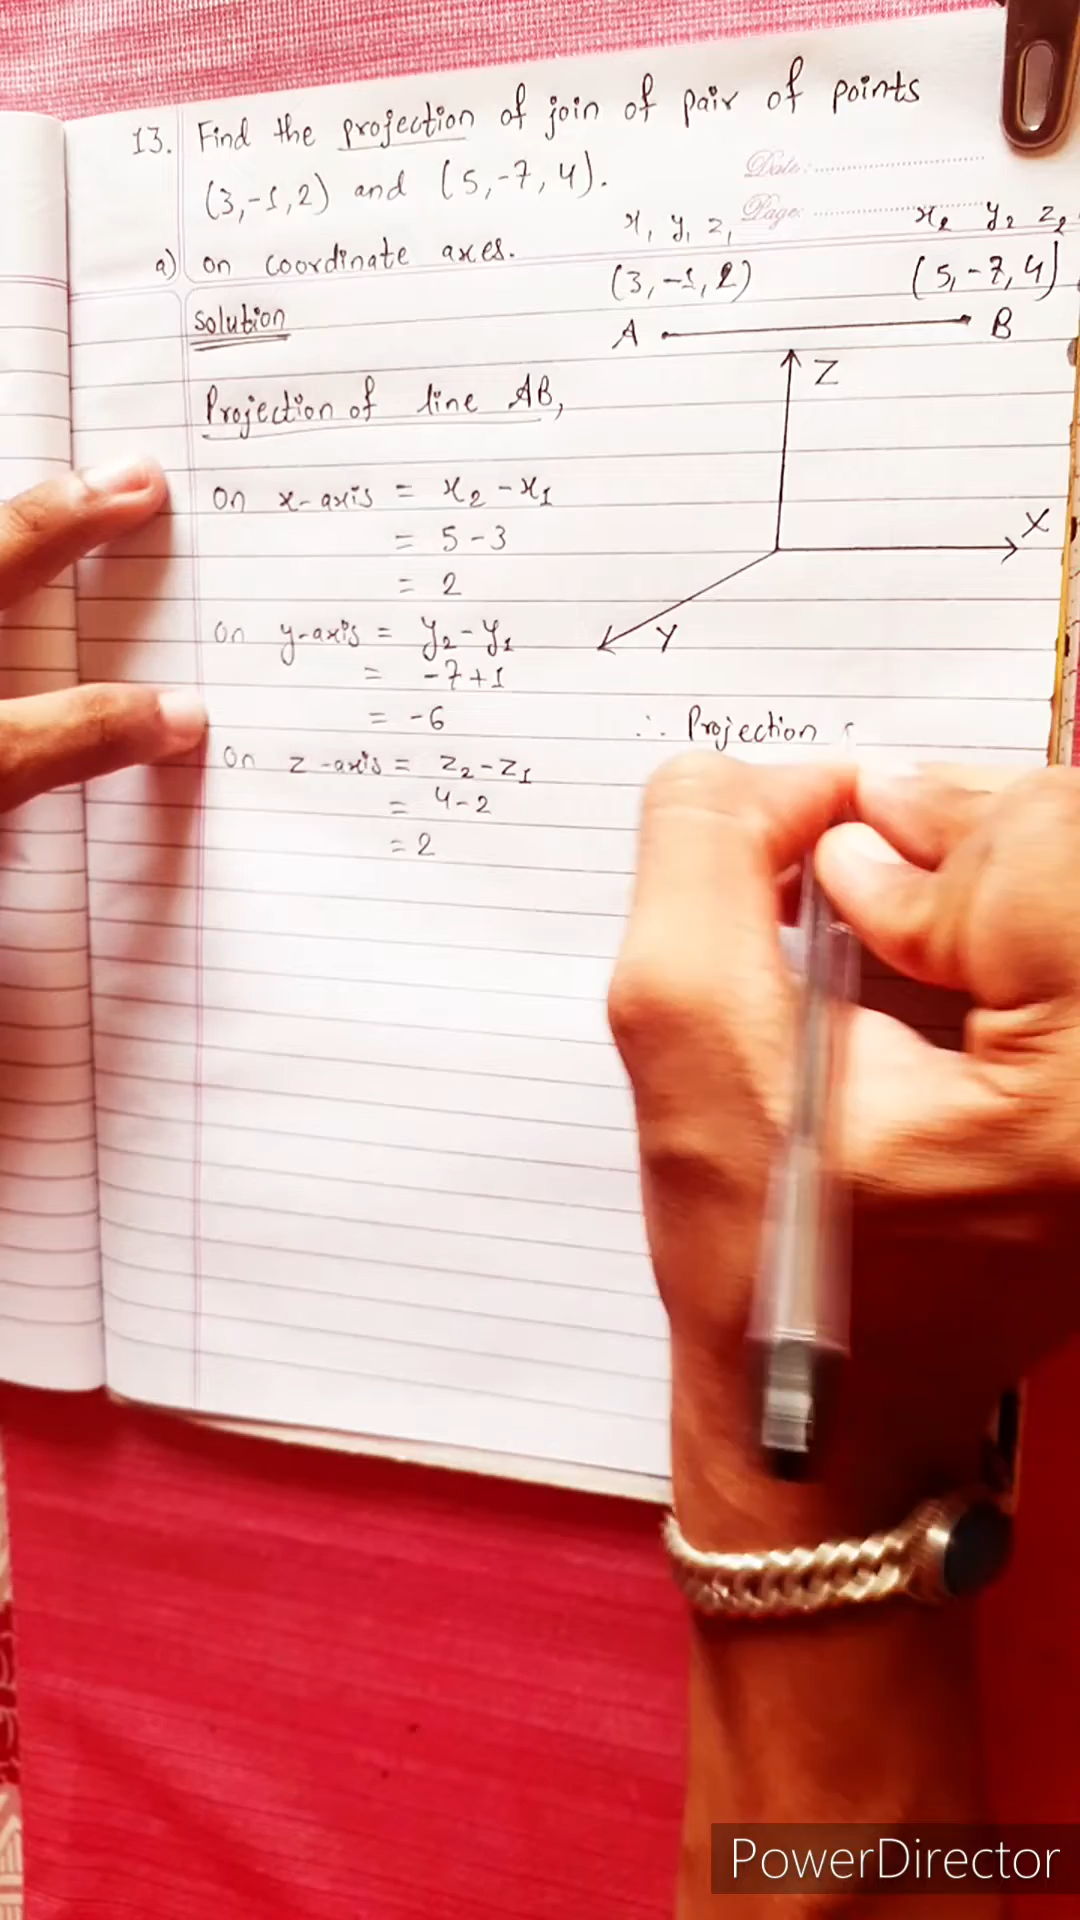 13. Find the projection of join of pair of points
(3,-1,2) and (5,-7,4).
Date:
Page:
a) on coordinate axes.
x₁ y₁ z₁
x₂ y₂ z₂
(3,-1,2)
(5,-7,4)
A
B
Solution
Projection of line AB,
Z
X
Y
On x-axis = x₂ - x₁
= 5 - 3
= 2
On y-axis = y₂ - y₁
= -7 + 1
= -6
On z-axis = z₂ - z₁
= 4 - 2
= 2
∴ Projection
PowerDirector